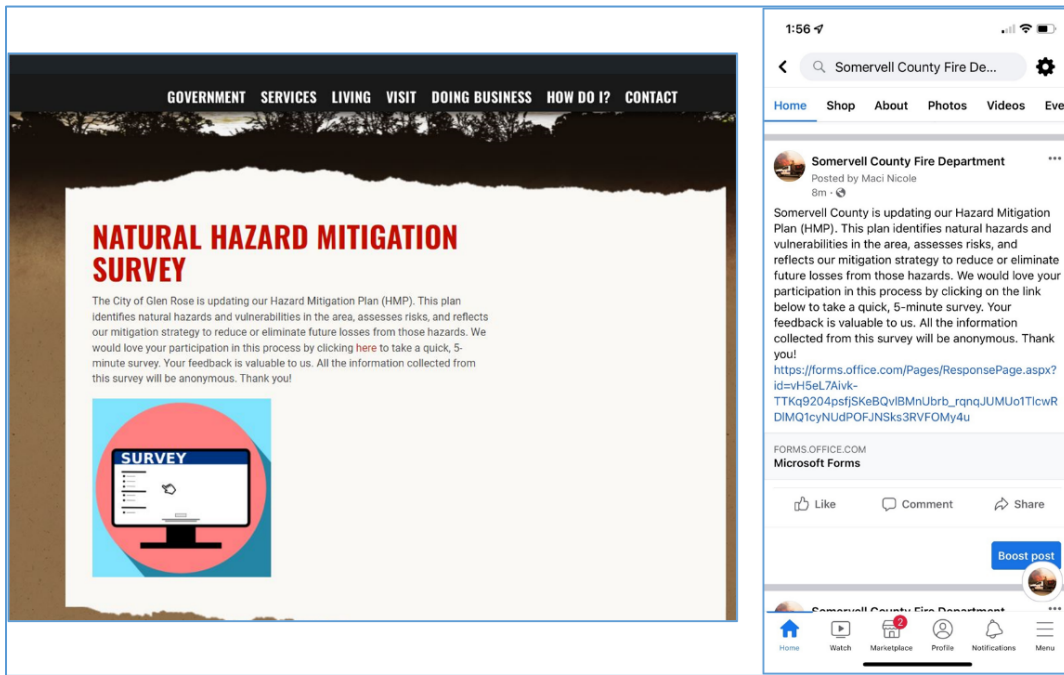 GOVERNMENT SERVICES LIVING VISIT DOING BUSINESS HOW DO I? CONTACT
NATURAL HAZARD MITIGATION
SURVEY
The City of Glen Rose is updating our Hazard Mitigation Plan (HMP). This plan
identifies natural hazards and vulnerabilities in the area, assesses risks, and reflects
our mitigation strategy to reduce or eliminate future losses from those hazards. We
would love your participation in this process by clicking here to take a quick, 5-
minute survey. Your feedback is valuable to us. All the information collected from
this survey will be anonymous. Thank you!
SURVEY
1:56
Somervell County Fire De...
Home Shop About Photos Videos Eve
Somervell County Fire Department
Posted by Maci Nicole
8m
Somervell County is updating our Hazard Mitigation
Plan (HMP). This plan identifies natural hazards and
vulnerabilities in the area, assesses risks, and
reflects our mitigation strategy to reduce or eliminate
future losses from those hazards. We would love your
participation in this process by clicking on the link
below to take a quick, 5-minute survey. Your
feedback is valuable to us. All the information
collected from this survey will be anonymous. Thank
you!
https://forms.office.com/Pages/ResponsePage.aspx?
id=vH5eL7Aivk-
TTKq9204psfjSKeBQvlBMnUbrb_rqnqJUMUo1TlcwR
DlMQ1cyNUdPOFJNSks3RVFOMy4u
FORMS.OFFICE.COM
Microsoft Forms
Like Comment Share
Boost post
Somervell County Fire Department
2
Home Watch Marketplace Profile Notifications Menu